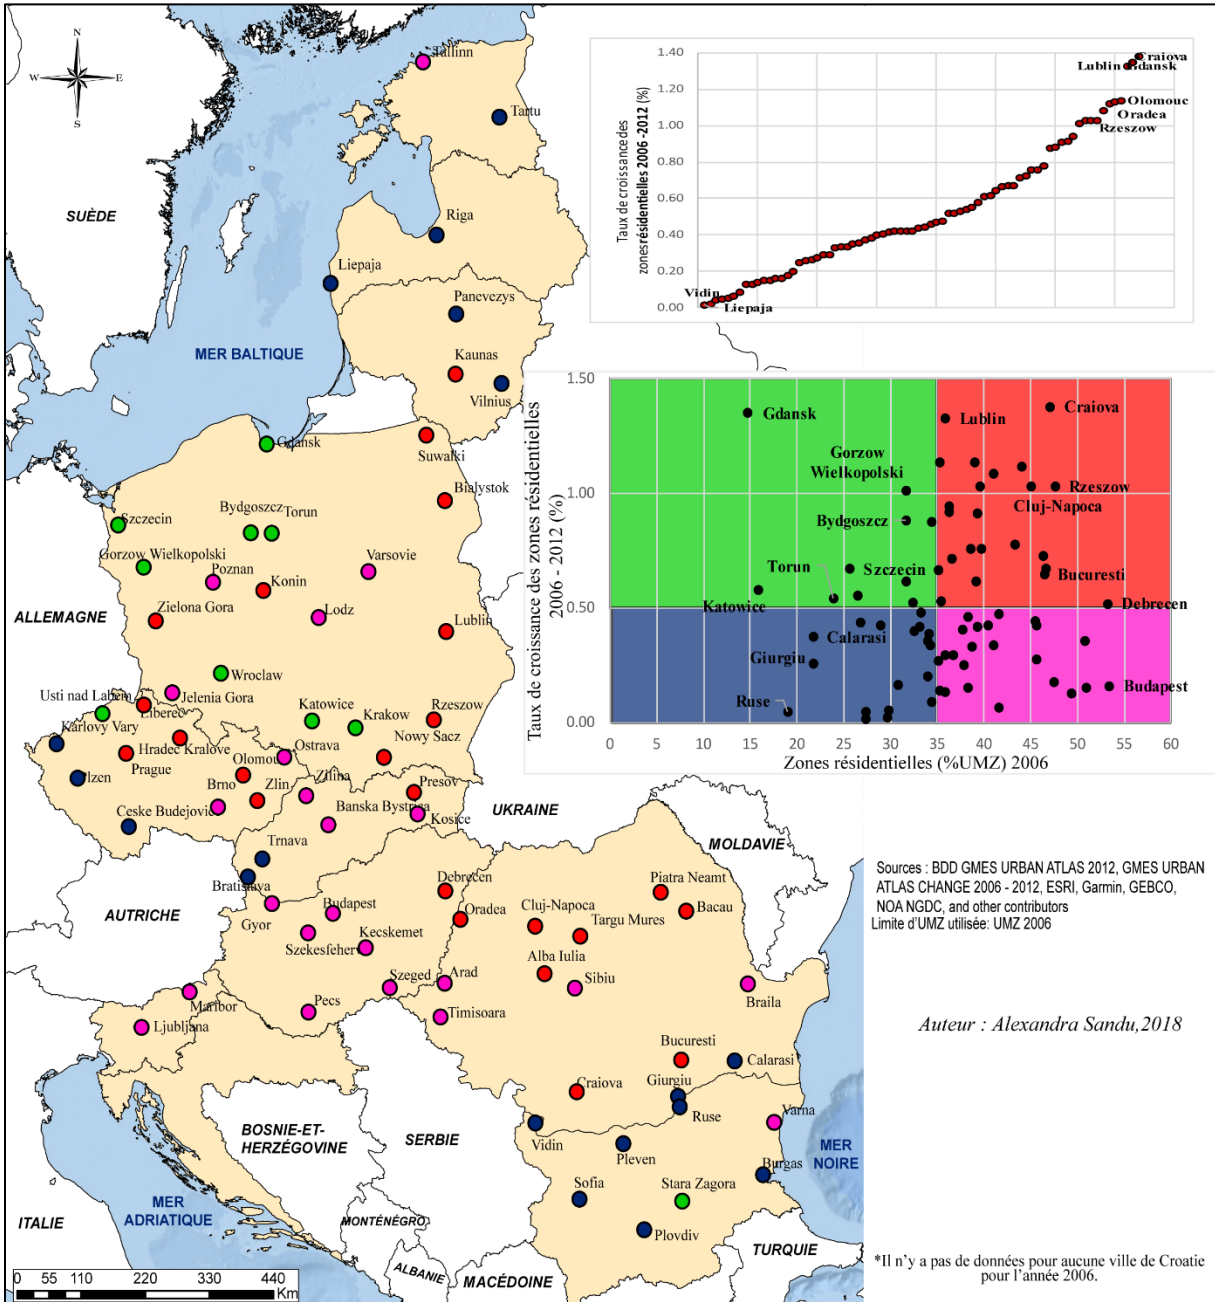 N
W
E
S
SUÈDE
MER BALTIQUE
ALLEMAGNE
AUTRICHE
UKRAINE
MOLDAVIE
BOSNIE-ET-
HERZÉGOVINE
SERBIE
MONTÉNÉGRO
ALBANIE
MACÉDOINE
TURQUIE
ITALIE
MER
ADRIATIQUE
MER
NOIRE
Tallinn
Tartu
Riga
Liepaja
Panevezys
Kaunas
Vilnius
Gdansk
Suwalki
Bialystok
Szczecin
Bydgoszcz
Torun
Gorzow Wielkopolski
Poznan
Varsovie
Konin
Zielona Gora
Lodz
Lublin
Wroclaw
Jelenia Gora
Usti nad Labem
Liberec
Katowice
Krakow
Rzeszow
Karlovy Vary
Hradec Kralove
Ostrava
Nowy Sacz
Prague
Olomouc
Plzen
Brno
Zlin
Zilina
Presov
Ceske Budejovice
Banska Bystrica
Kosice
Trnava
Bratislava
Debrecen
Piatra Neamt
Gyor
Budapest
Oradea
Cluj-Napoca
Bacau
Targu Mures
Szekesfehervar
Kecskemet
Alba Iulia
Szeged
Arad
Sibiu
Maribor
Braila
Pecs
Timisoara
Ljubljana
Bucuresti
Calarasi
Craiova
Giurgiu
Ruse
Varna
Vidin
Pleven
Burgas
Sofia
Stara Zagora
Plovdiv
0 55 110 220 330 440
Km
Taux de croissance des
zones résidentielles 2006 -2012 (%)
1.40
1.20
1.00
0.80
0.60
0.40
0.20
0.00
Craiova
Lublin Gdansk
Olomouc
Oradea
Rzeszow
Vidin
Liepaja
Taux de croissance des zones résidentielles
2006 - 2012 (%)
1.50
1.00
0.50
0.00
Gdansk
Lublin
Craiova
Gorzow
Wielkopolski
Rzeszow
Cluj-Napoca
Bydgoszcz
Torun
Szczecin
Bucuresti
Katowice
Debrecen
Calarasi
Giurgiu
Budapest
Ruse
0 5 10 15 20 25 30 35 40 45 50 55 60
Zones résidentielles (%UMZ) 2006
Sources : BDD GMES URBAN ATLAS 2012, GMES URBAN
ATLAS CHANGE 2006 - 2012, ESRI, Garmin, GEBCO,
NOA NGDC, and other contributors
Limite d'UMZ utilisée: UMZ 2006
Auteur : Alexandra Sandu,2018
*Il n'y a pas de données pour aucune ville de Croatie
pour l'année 2006.